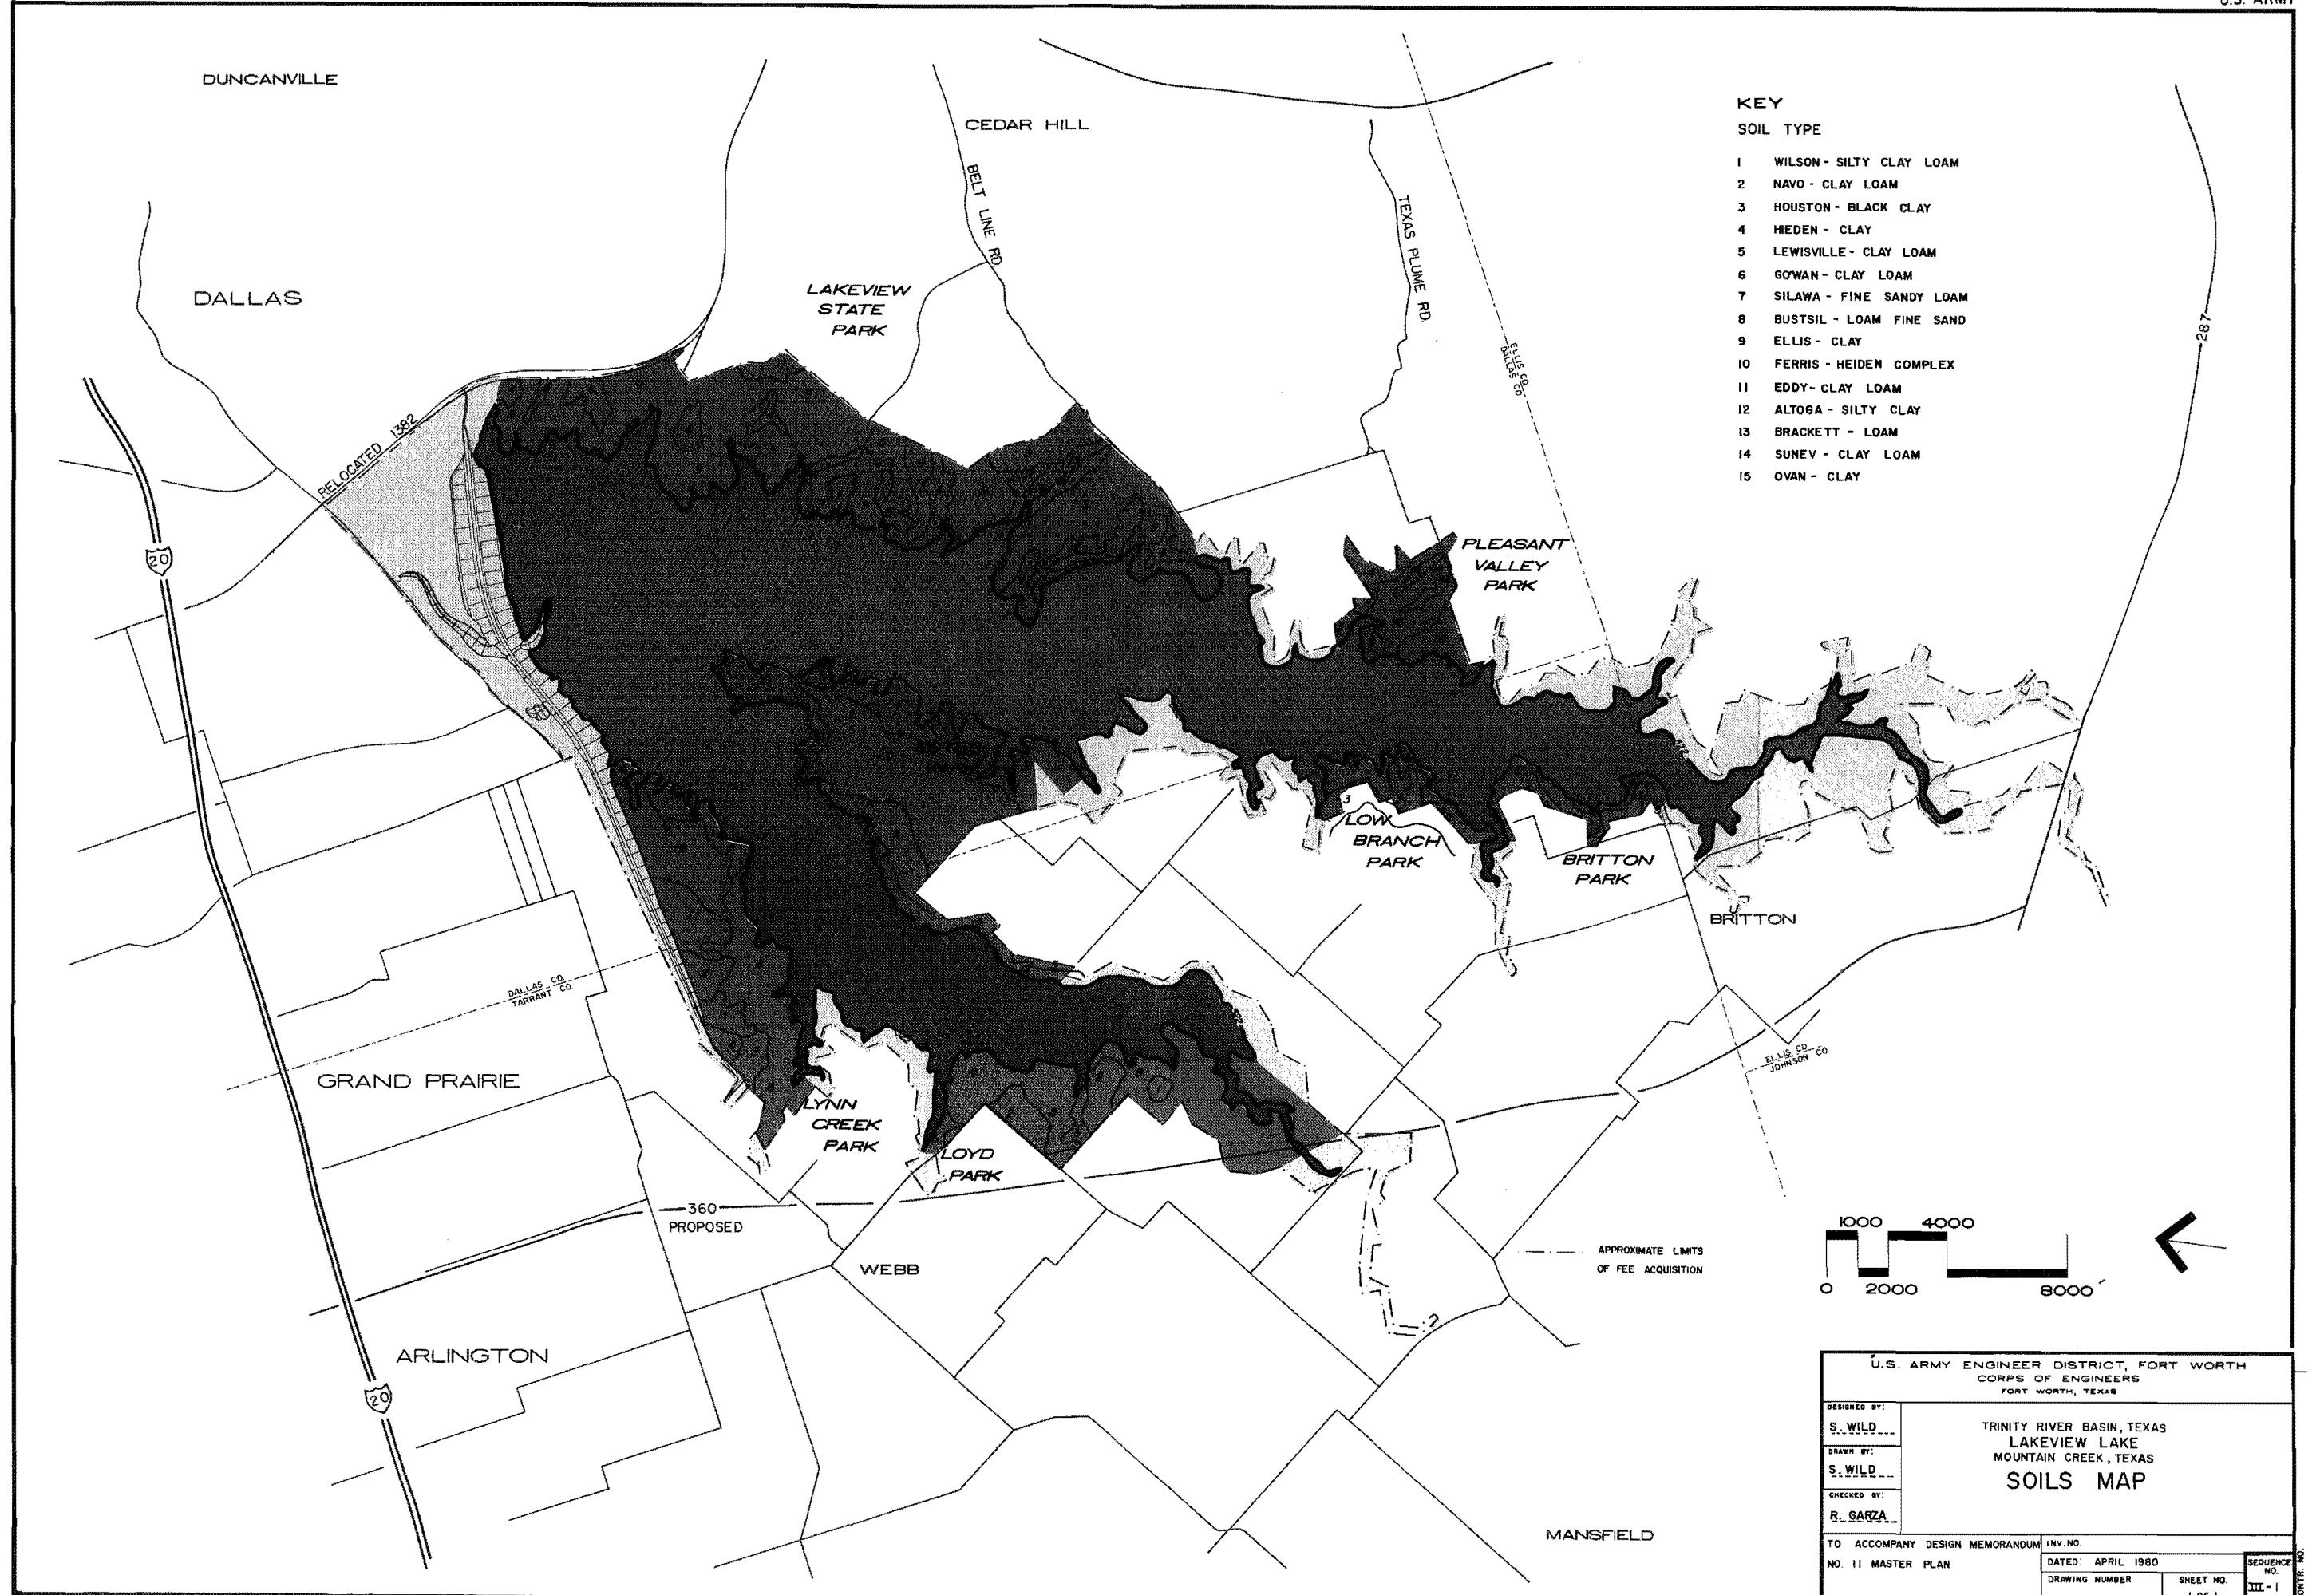 U.S. ARMY
DUNCANVILLE
CEDAR HILL
DALLAS
BELT LINE RD.
TEXAS PLUME RD.
LAKEVIEW
STATE
PARK
KEY
SOIL TYPE
1 WILSON - SILTY CLAY LOAM
2 NAVO - CLAY LOAM
3 HOUSTON - BLACK CLAY
4 HIEDEN - CLAY
5 LEWISVILLE - CLAY LOAM
6 GOWAN - CLAY LOAM
7 SILAWA - FINE SANDY LOAM
8 BUSTSIL - LOAM FINE SAND
9 ELLIS - CLAY
10 FERRIS - HEIDEN COMPLEX
11 EDDY - CLAY LOAM
12 ALTOGA - SILTY CLAY
13 BRACKETT - LOAM
14 SUNEV - CLAY LOAM
15 OVAN - CLAY
287
ELLIS CO.
DALLAS CO.
RELOCATED 1382
20
PLEASANT
VALLEY
PARK
3
LOW
BRANCH
PARK
BRITTON
PARK
BRITTON
522
522
DALLAS CO.
TARRANT CO.
ELLIS CO.
JOHNSON CO.
GRAND PRAIRIE
LYNN
CREEK
PARK
LOYD
PARK
360
PROPOSED
WEBB
ARLINGTON
20
MANSFIELD
APPROXIMATE LIMITS
OF FEE ACQUISITION
1000 4000
0 2000 8000
U.S. ARMY ENGINEER DISTRICT, FORT WORTH
CORPS OF ENGINEERS
FORT WORTH, TEXAS
DESIGNED BY:
S. WILD
DRAWN BY:
S. WILD
CHECKED BY:
R. GARZA
TRINITY RIVER BASIN, TEXAS
LAKEVIEW LAKE
MOUNTAIN CREEK, TEXAS
SOILS MAP
TO ACCOMPANY DESIGN MEMORANDUM
NO. 11 MASTER PLAN
INV. NO.
DATED: APRIL 1980
DRAWING NUMBER
SHEET NO.
SEQUENCE
NO.
III-1
CONTR. NO.